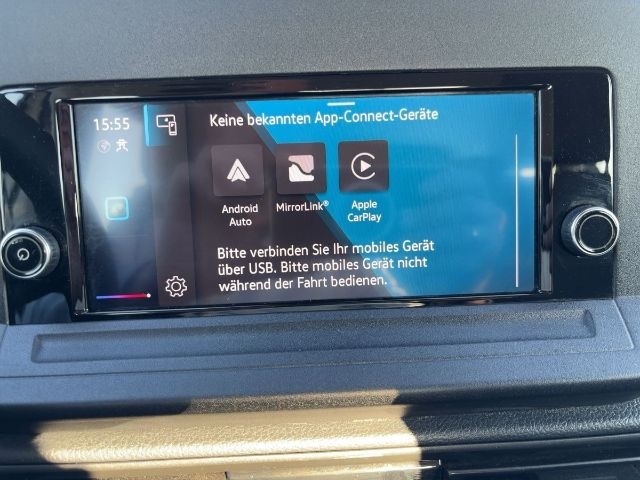 15:55
Keine bekannten App-Connect-Geräte
Android
Auto
MirrorLink®
Apple
CarPlay
Bitte verbinden Sie Ihr mobiles Gerät
über USB. Bitte mobiles Gerät nicht
während der Fahrt bedienen.